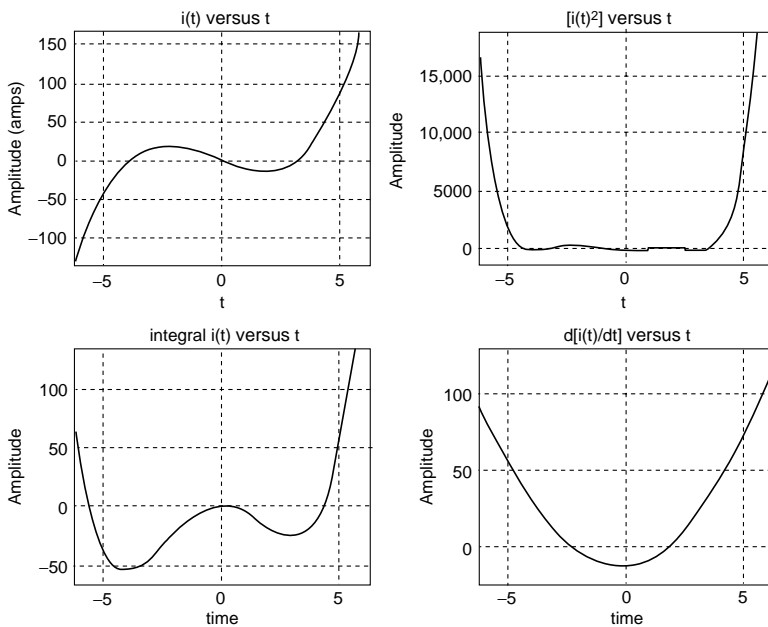 i(t) versus t
150
100
50
0
−50
−100
Amplitude (amps)
−5
0
5
t
[i(t)²] versus t
15,000
10,000
5000
0
Amplitude
−5
0
5
t
integral i(t) versus t
100
50
0
−50
Amplitude
−5
0
5
time
d[i(t)/dt] versus t
100
50
0
Amplitude
−5
0
5
time